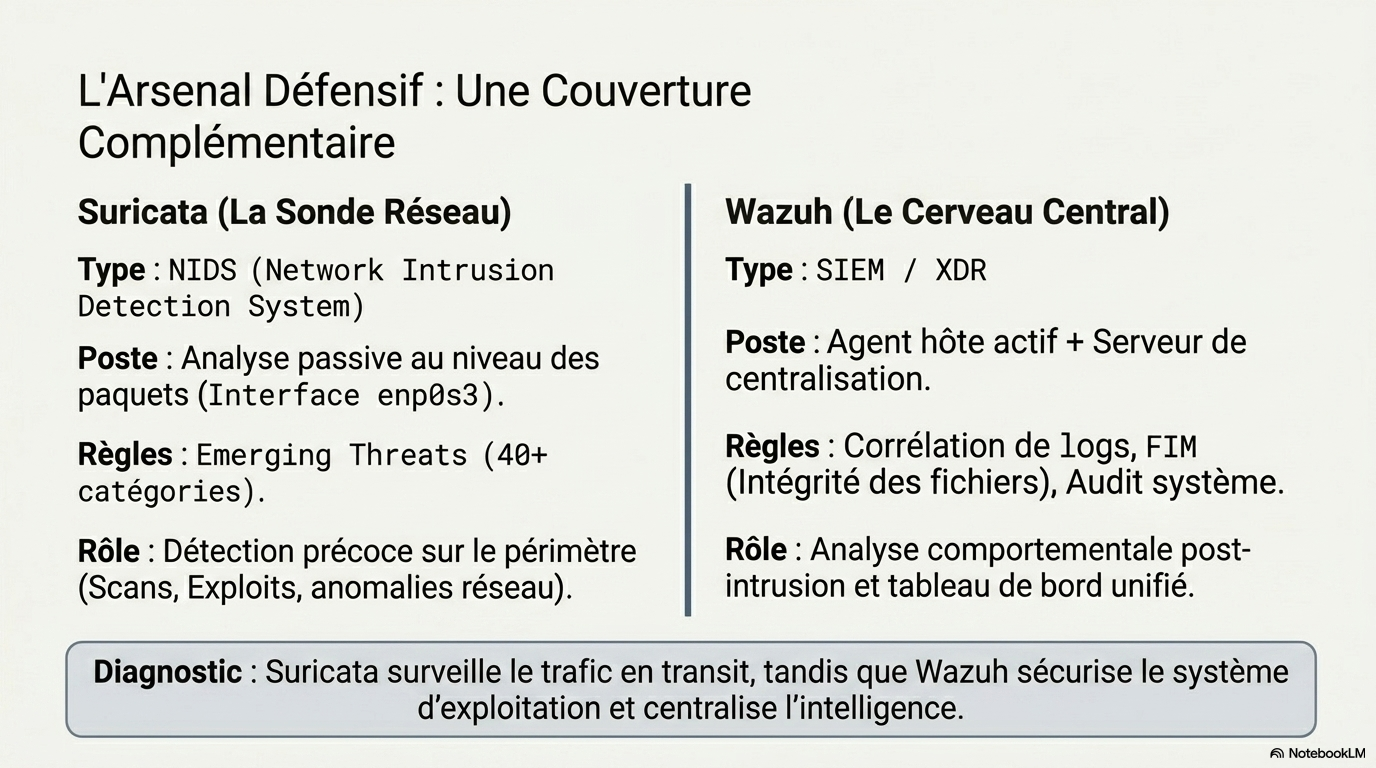 L'Arsenal Défensif : Une Couverture
Complémentaire
Suricata (La Sonde Réseau)
Type : NIDS (Network Intrusion
Detection System)
Poste : Analyse passive au niveau des
paquets (Interface enp0s3).
Règles : Emerging Threats (40+
catégories).
Rôle : Détection précoce sur le périmètre
(Scans, Exploits, anomalies réseau).
Wazuh (Le Cerveau Central)
Type : SIEM / XDR
Poste : Agent hôte actif + Serveur de
centralisation.
Règles : Corrélation de logs, FIM
(Intégrité des fichiers), Audit système.
Rôle : Analyse comportementale post-
intrusion et tableau de bord unifié.
Diagnostic : Suricata surveille le trafic en transit, tandis que Wazuh sécurise le système
d’exploitation et centralise l’intelligence.
NotebookLM